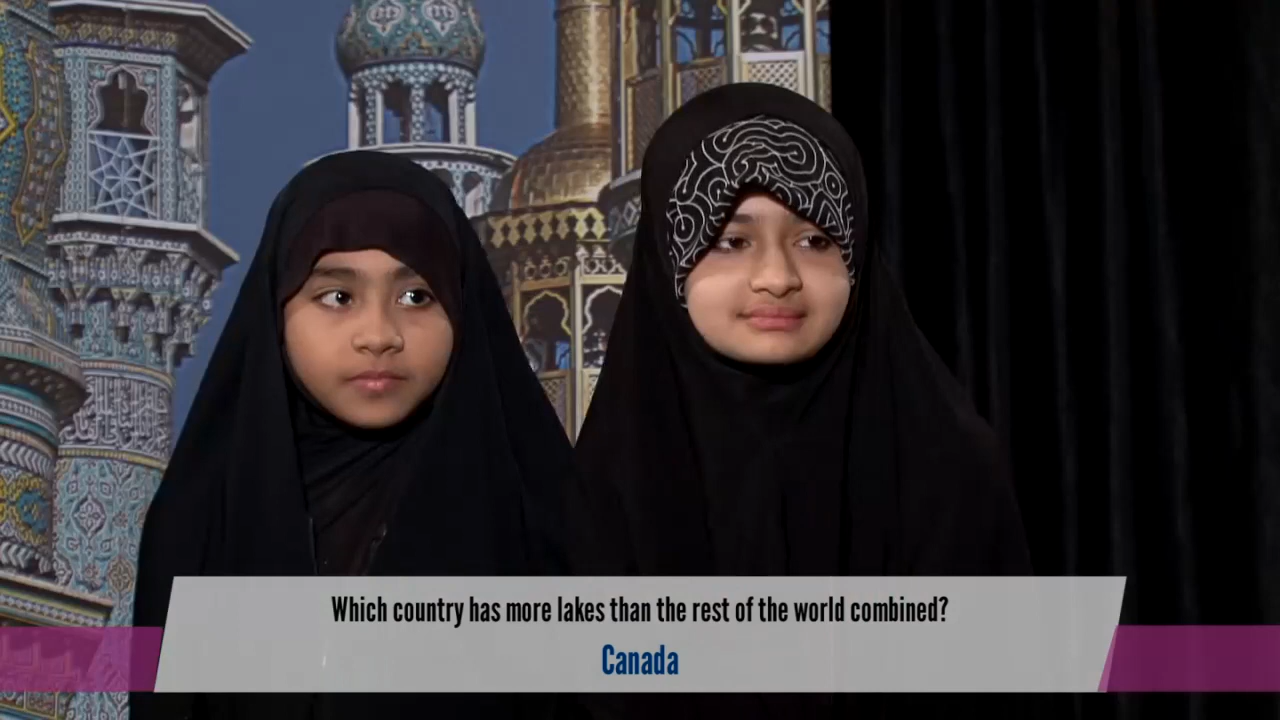 Which country has more lakes than the rest of the world combined?
Canada